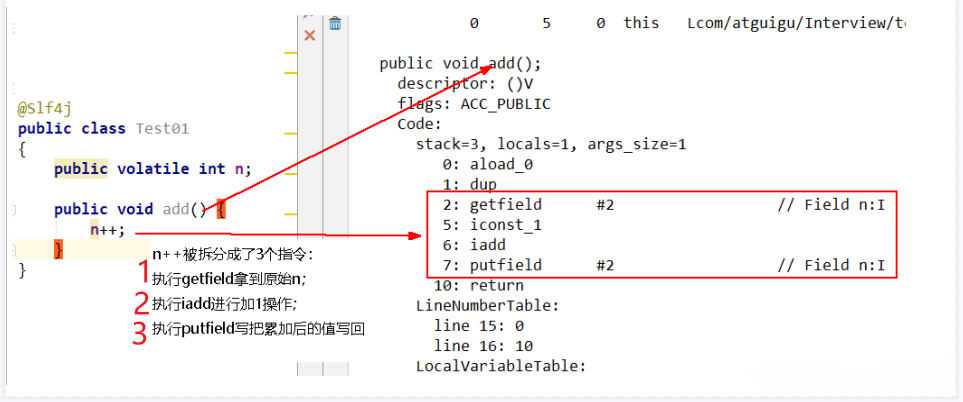 @Slf4j
public class Test01
{
public volatile int n;
public void add() {
n++;
}
}
n++被拆分成了3个指令:
1 执行getfield拿到原始n;
2 执行iadd进行加1操作;
3 执行putfield写把累加后的值写回
0 5 0 this Lcom/atguigu/Interview/te
public void add();
descriptor: ()V
flags: ACC_PUBLIC
Code:
stack=3, locals=1, args_size=1
0: aload_0
1: dup
2: getfield #2 // Field n:I
5: iconst_1
6: iadd
7: putfield #2 // Field n:I
10: return
LineNumberTable:
line 15: 0
line 16: 10
LocalVariableTable: